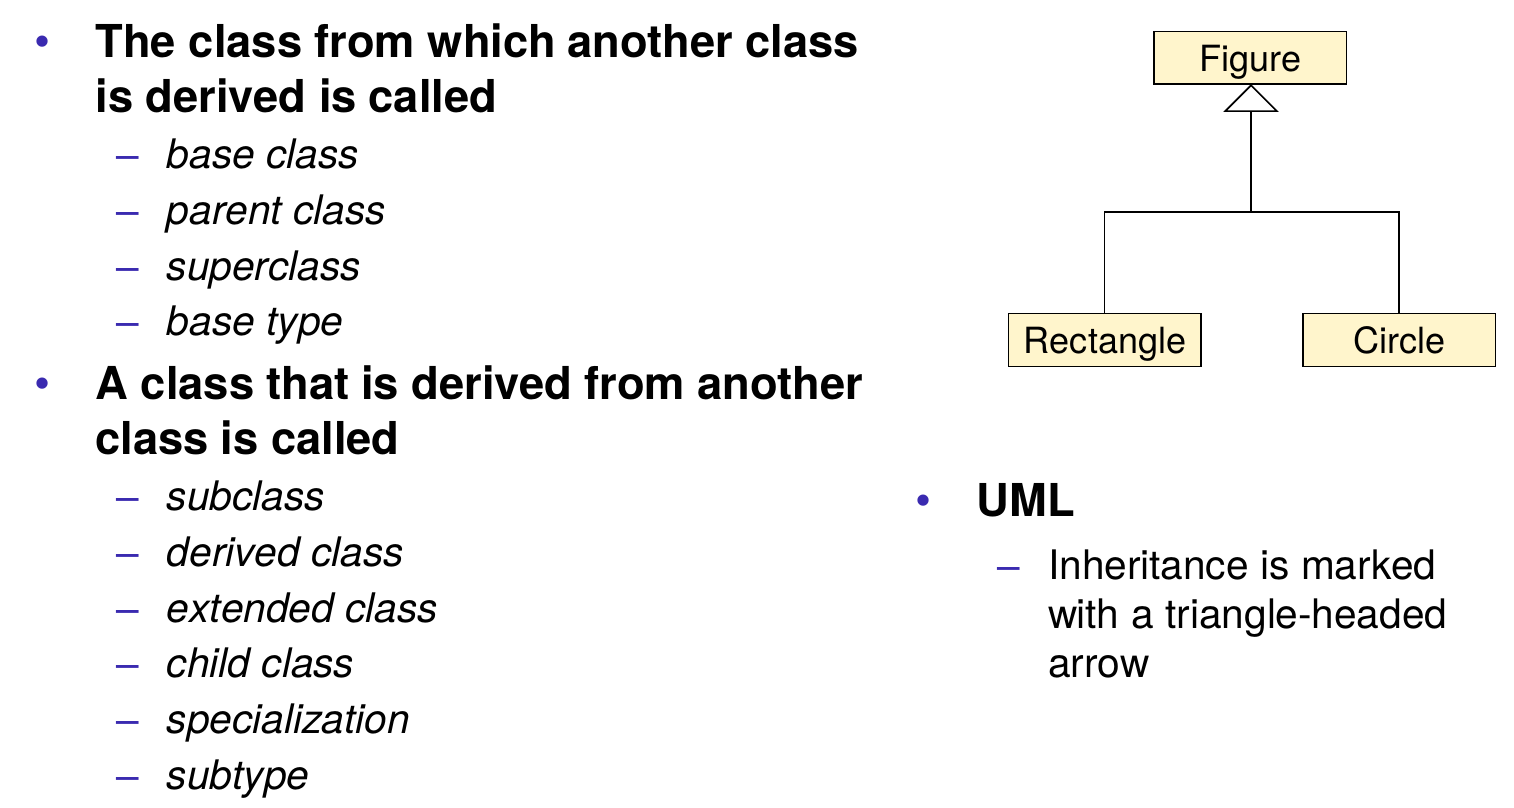 • The class from which another class
is derived is called
– base class
– parent class
– superclass
– base type
• A class that is derived from another
class is called
– subclass
– derived class
– extended class
– child class
– specialization
– subtype
Figure
Rectangle
Circle
• UML
– Inheritance is marked
with a triangle-headed
arrow